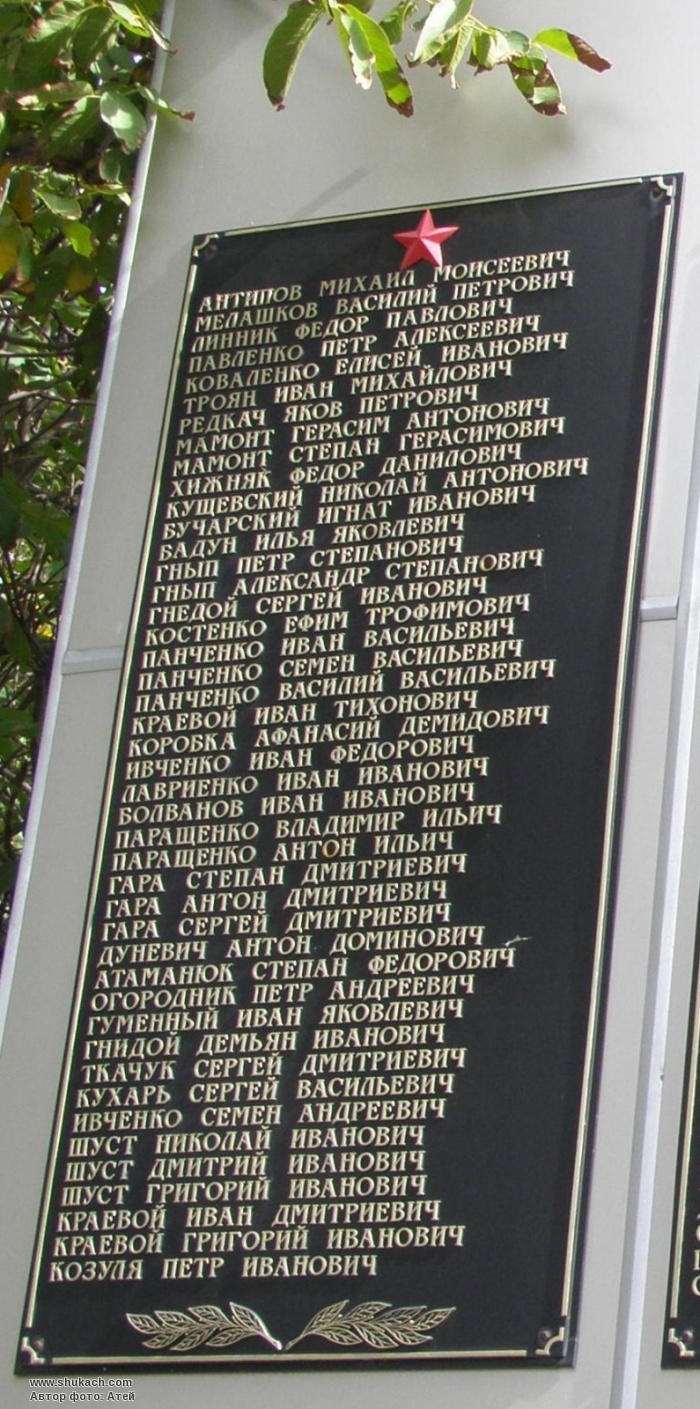 АНТИПОВ МИХАИЛ МОИСЕЕВИЧ
МЕЛАШКОВ ВАСИЛИЙ ПЕТРОВИЧ
ЛИННИК ФЕДОР ПАВЛОВИЧ
ПАВЛЕНКО ПЕТР АЛЕКСЕЕВИЧ
КОВАЛЕНКО ЕЛИСЕЙ ИВАНОВИЧ
ТРОЯН ИВАН МИХАЙЛОВИЧ
РЕДКАЧ ЯКОВ ПЕТРОВИЧ
МАМОНТ ГЕРАСИМ АНТОНОВИЧ
МАМОНТ СТЕПАН ГЕРАСИМОВИЧ
ХИЖНЯК ФЕДОР ДАНИЛОВИЧ
КУЩЕВСКИЙ НИКОЛАЙ АНТОНОВИЧ
БУЧАРСКИЙ ИГНАТ ИВАНОВИЧ
БАДУН ИЛЬЯ ЯКОВЛЕВИЧ
ГНЫП ПЕТР СТЕПАНОВИЧ
ГНЫП АЛЕКСАНДР СТЕПАНОВИЧ
ГНЕДОЙ СЕРГЕЙ ИВАНОВИЧ
КОСТЕНКО ЕФИМ ТРОФИМОВИЧ
ПАНЧЕНКО ИВАН ВАСИЛЬЕВИЧ
ПАНЧЕНКО СЕМЕН ВАСИЛЬЕВИЧ
ПАНЧЕНКО ВАСИЛИЙ ВАСИЛЬЕВИЧ
КРАЕВОЙ ИВАН ТИХОНОВИЧ
КОРОБКА АФАНАСИЙ ДЕМИДОВИЧ
ИВЧЕНКО ИВАН ФЕДОРОВИЧ
ЛАВРИЕНКО ИВАН ИВАНОВИЧ
БОЛВАНОВ ИВАН ИВАНОВИЧ
ПАРАЩЕНКО ВЛАДИМИР ИЛЬИЧ
ПАРАЩЕНКО АНТОН ИЛЬИЧ
ГАРА СТЕПАН ДМИТРИЕВИЧ
ГАРА АНТОН ДМИТРИЕВИЧ
ГАРА СЕРГЕЙ ДМИТРИЕВИЧ
ДУНЕВИЧ АНТОН ДОМИНОВИЧ
АТАМАНЮК СТЕПАН ФЕДОРОВИЧ
ОГОРОДНИК ПЕТР АНДРЕЕВИЧ
ГУМЕННЫЙ ИВАН ЯКОВЛЕВИЧ
ГНИДОЙ ДЕМЬЯН ИВАНОВИЧ
ТКАЧУК СЕРГЕЙ ДМИТРИЕВИЧ
КУХАРЬ СЕРГЕЙ ВАСИЛЬЕВИЧ
ИВЧЕНКО СЕМЕН АНДРЕЕВИЧ
ШУСТ НИКОЛАЙ ИВАНОВИЧ
ШУСТ ДМИТРИЙ ИВАНОВИЧ
ШУСТ ГРИГОРИЙ ИВАНОВИЧ
КРАЕВОЙ ИВАН ДМИТРИЕВИЧ
КРАЕВОЙ ГРИГОРИЙ ИВАНОВИЧ
КОЗУЛЯ ПЕТР ИВАНОВИЧ
www.shukach.com
Автор фото: Атей